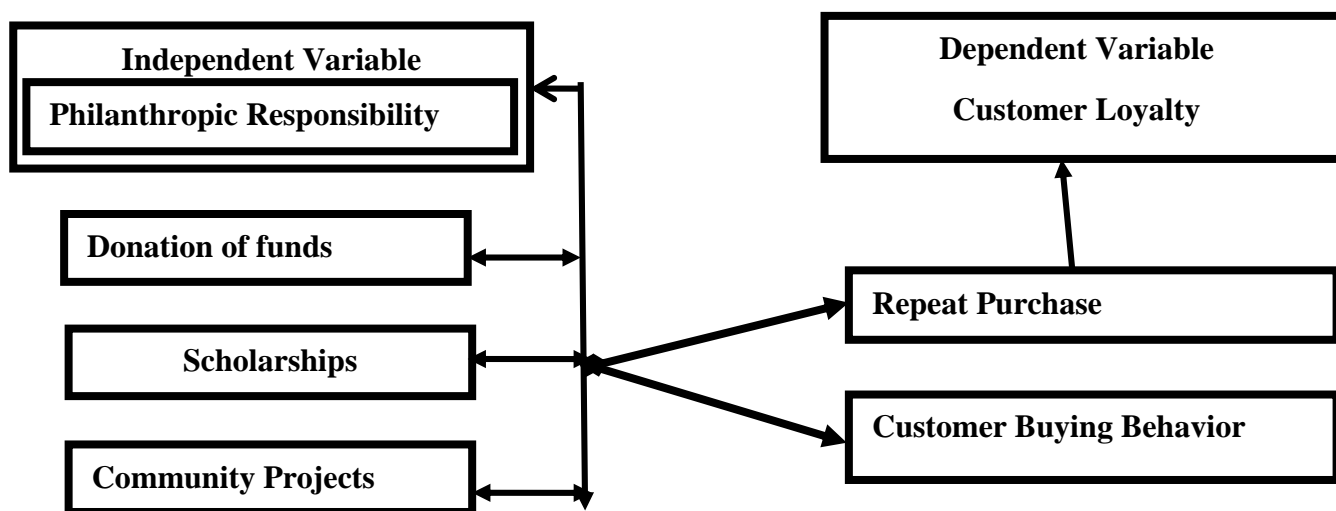 Independent Variable
Philanthropic Responsibility
Donation of funds
Scholarships
Community Projects
Dependent Variable
Customer Loyalty
Repeat Purchase
Customer Buying Behavior